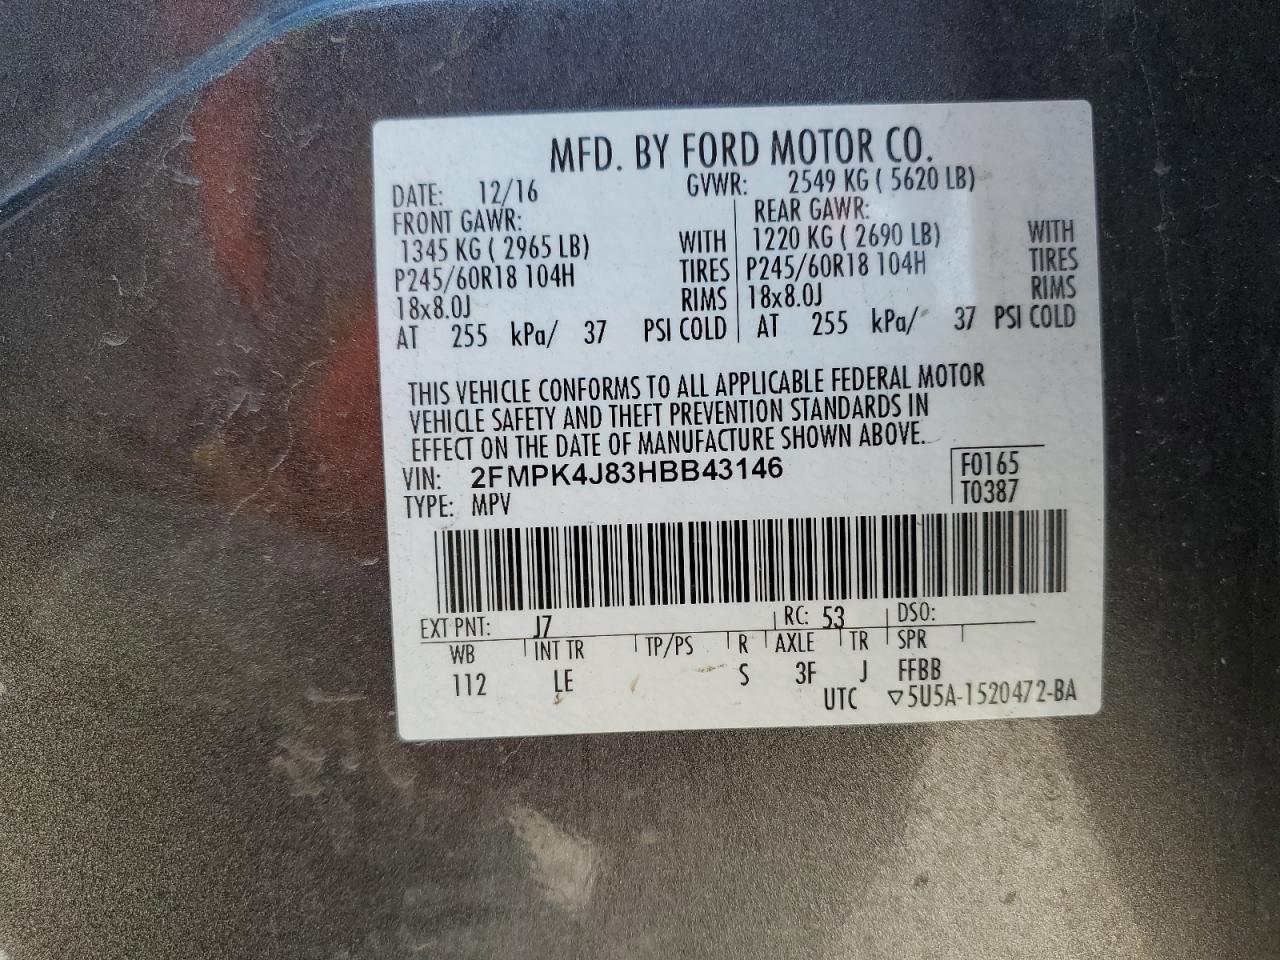 MFD. BY FORD MOTOR CO.
DATE: 12/16 GVWR: 2549 KG ( 5620 LB)
FRONT GAWR: REAR GAWR:
1345 KG ( 2965 LB) WITH 1220 KG ( 2690 LB) WITH
P245/60R18 104H TIRES P245/60R18 104H TIRES
18x8.0J RIMS 18x8.0J RIMS
AT 255 kPa/ 37 PSI COLD AT 255 kPa/ 37 PSI COLD
THIS VEHICLE CONFORMS TO ALL APPLICABLE FEDERAL MOTOR
VEHICLE SAFETY AND THEFT PREVENTION STANDARDS IN
EFFECT ON THE DATE OF MANUFACTURE SHOWN ABOVE.
VIN: 2FMPK4J83HBB43146 F0165
TYPE: MPV T0387
EXT PNT: J7 RC: 53 DSO:
WB INT TR TP/PS R AXLE TR SPR
112 LE S 3F J FFBB
UTC ▽5U5A-1520472-BA